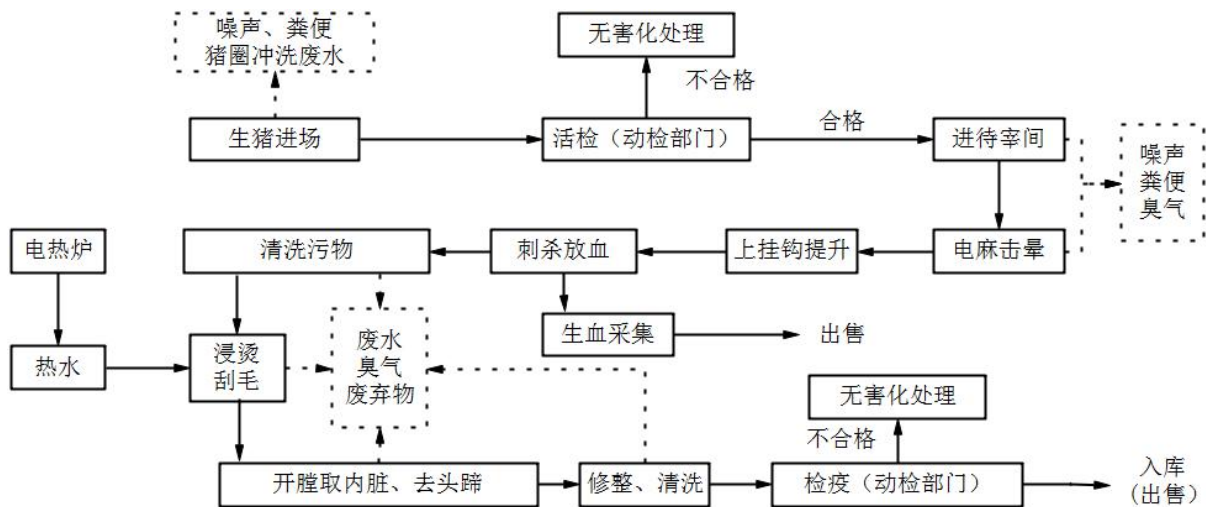 噪声、粪便
猪圈冲洗废水
无害化处理
不合格
生猪进场
活检（动检部门）
合格
进待宰间
噪声
粪便
臭气
电热炉
清洗污物
刺杀放血
上挂钩提升
电麻击晕
热水
浸烫
刮毛
废水
臭气
废弃物
生血采集
出售
无害化处理
不合格
开膛取内脏、去头蹄
修整、清洗
检疫（动检部门）
入库
（出售）